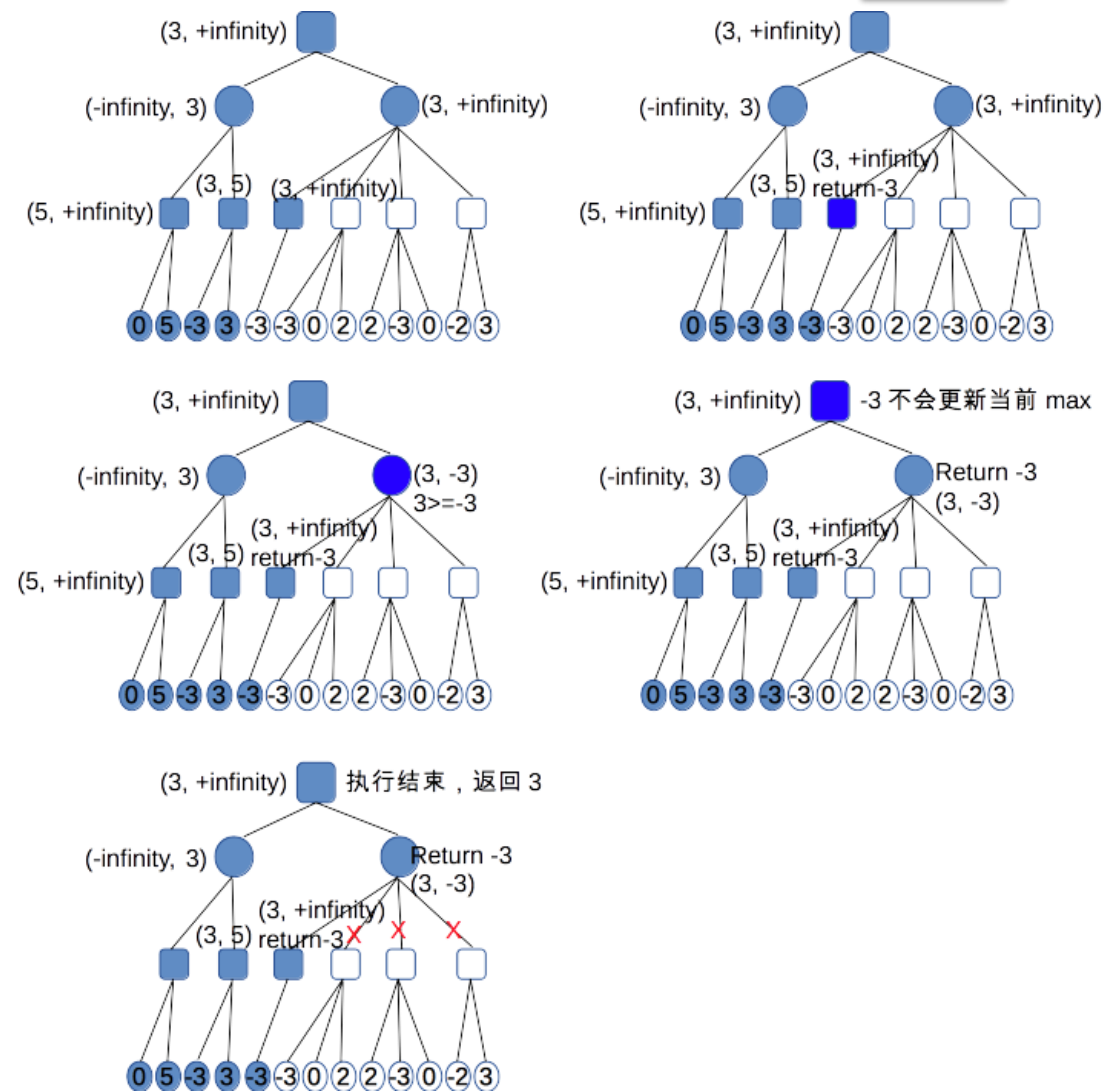 (3, +infinity)
(-infinity, 3)
(3, +infinity)
(3, 5)
(3, +infinity)
(5, +infinity)
0 5 -3 3 -3 -3 0 2 2 -3 0 -2 3
(3, +infinity)
(-infinity, 3)
(3, +infinity)
(3, +infinity)
(3, 5) return-3
(5, +infinity)
0 5 -3 3 -3 -3 0 2 2 -3 0 -2 3
(3, +infinity)
(-infinity, 3)
(3, -3)
3>=-3
(3, +infinity)
(3, 5) return-3
(5, +infinity)
0 5 -3 3 -3 -3 0 2 2 -3 0 -2 3
(3, +infinity)
-3 不会更新当前 max
(-infinity, 3)
Return -3
(3, -3)
(3, +infinity)
(3, 5) return-3
(5, +infinity)
0 5 -3 3 -3 -3 0 2 2 -3 0 -2 3
(3, +infinity)
执行结束，返回 3
(-infinity, 3)
Return -3
(3, -3)
(3, +infinity)
(3, 5) return-3
X X X
0 5 -3 3 -3 -3 0 2 2 -3 0 -2 3